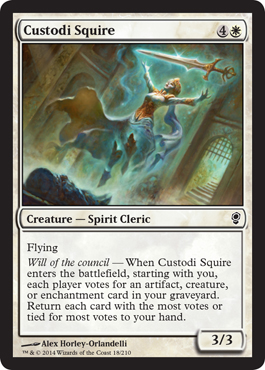 Custodi Squire 4
Creature — Spirit Cleric
Flying
Will of the council — When Custodi Squire
enters the battlefield, starting with you,
each player votes for an artifact, creature,
or enchantment card in your graveyard.
Return each card with the most votes or
tied for most votes to your hand.
3/3
Alex Horley-Orlandelli
™ & © 2014 Wizards of the Coast 18/210